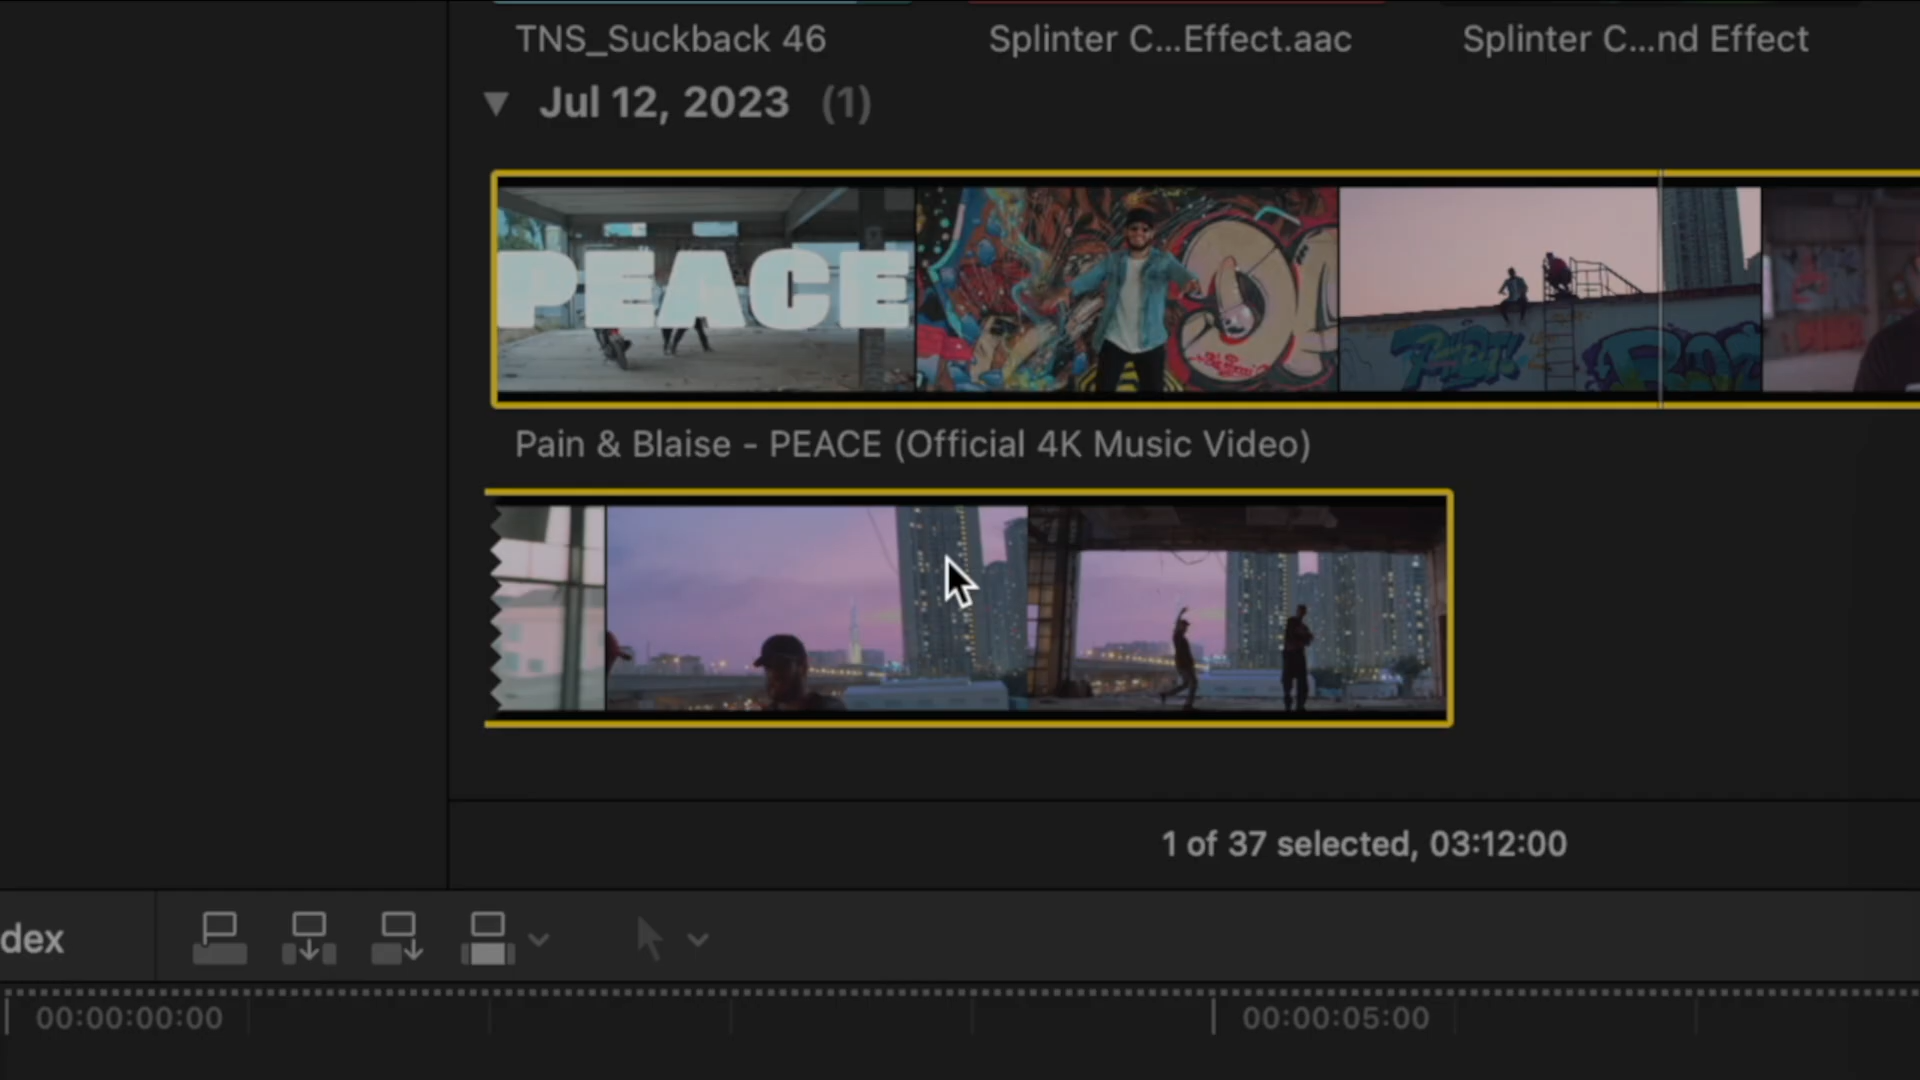 TNS_Suckback 46
Splinter C...Effect.aac
Splinter C...nd Effect
Jul 12, 2023 (1)
PEACE
Pain & Blaise - PEACE (Official 4K Music Video)
1 of 37 selected, 03:12:00
dex
00:00:00:00
00:00:05:00